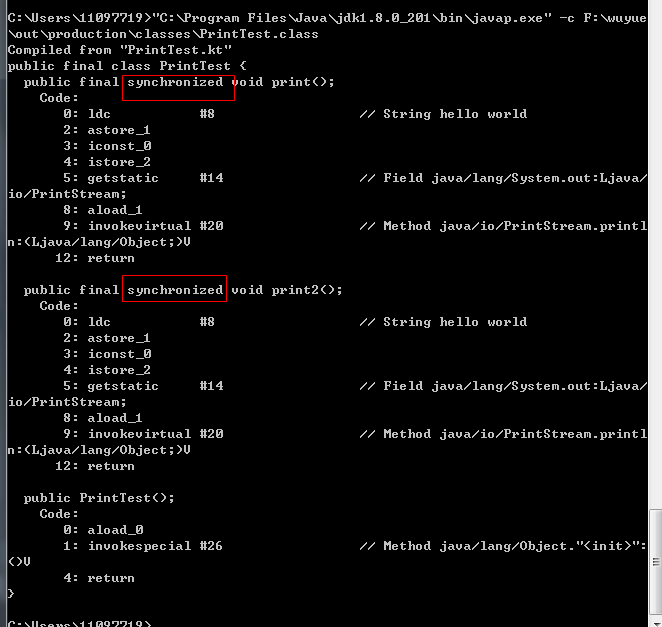 C:\Users\11097719>"C:\Program Files\Java\jdk1.8.0_201\bin\javap.exe" -c F:\wuyue
\out\production\classes\PrintTest.class
Compiled from "PrintTest.kt"
public final class PrintTest {
  public final synchronized void print();
    Code:
       0: ldc           #8                  // String hello world
       2: astore_1
       3: iconst_0
       4: istore_2
       5: getstatic     #14                 // Field java/lang/System.out:Ljava/
io/PrintStream;
       8: aload_1
       9: invokevirtual #20                 // Method java/io/PrintStream.printl
n:(Ljava/lang/Object;)V
      12: return
  public final synchronized void print2();
    Code:
       0: ldc           #8                  // String hello world
       2: astore_1
       3: iconst_0
       4: istore_2
       5: getstatic     #14                 // Field java/lang/System.out:Ljava/
io/PrintStream;
       8: aload_1
       9: invokevirtual #20                 // Method java/io/PrintStream.printl
n:(Ljava/lang/Object;)V
      12: return
  public PrintTest();
    Code:
       0: aload_0
       1: invokespecial #26                 // Method java/lang/Object."<init>":
()V
       4: return
}
C:\Users\11097719>